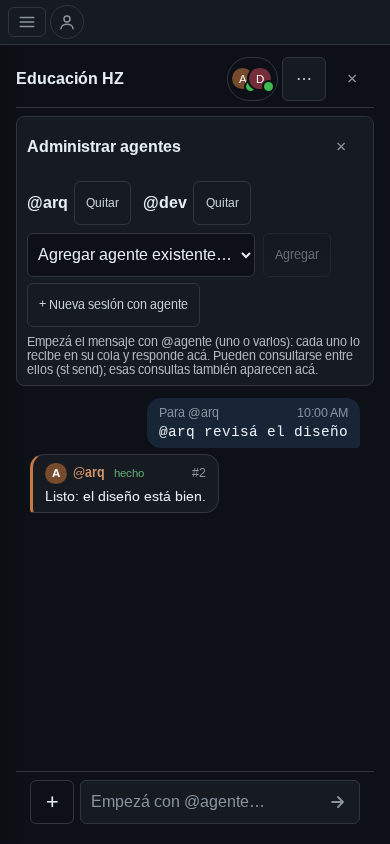 Educación HZ
A D
...
×
Administrar agentes
×
@arq Quitar @dev Quitar
Agregar agente existente… Agregar
+ Nueva sesión con agente
Empezá el mensaje con @agente (uno o varios): cada uno lo
recibe en su cola y responde acá. Pueden consultarse entre
ellos (st send); esas consultas también aparecen acá.
Para @arq 10:00 AM
@arq revisá el diseño
A @arq hecho #2
Listo: el diseño está bien.
+ Empezá con @agente…